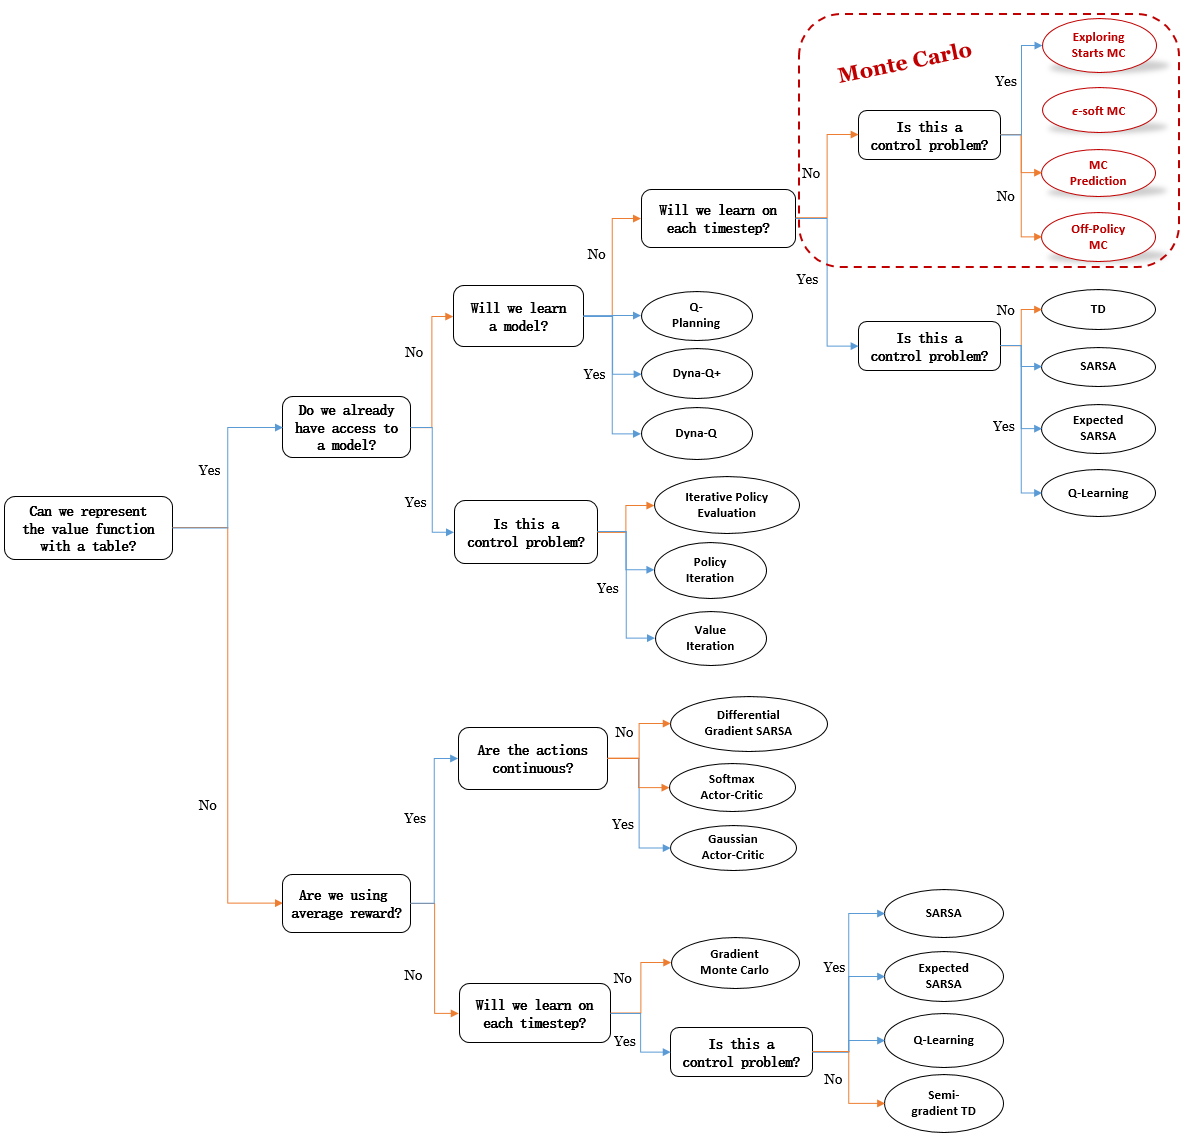 Monte Carlo
Exploring
Starts MC
Yes
ϵ-soft MC
Is this a
control problem?
No
MC
Prediction
No
Will we learn on
each timestep?
Off-Policy
MC
No
Yes
Will we learn
a model?
Q-
Planning
No
TD
Is this a
control problem?
No
Yes
Dyna-Q+
SARSA
Do we already
have access to
a model?
Dyna-Q
Expected
SARSA
Yes
Yes
Yes
Iterative Policy
Evaluation
Q-Learning
Can we represent
the value function
with a table?
Is this a
control problem?
Policy
Iteration
Yes
Value
Iteration
No
Are the actions
continuous?
No
Differential
Gradient SARSA
Softmax
Actor-Critic
Yes
Yes
Gaussian
Actor-Critic
Are we using
average reward?
SARSA
No
No
Gradient
Monte Carlo
Yes
Expected
SARSA
Will we learn on
each timestep?
Yes
Is this a
control problem?
Q-Learning
No
Semi-
gradient TD